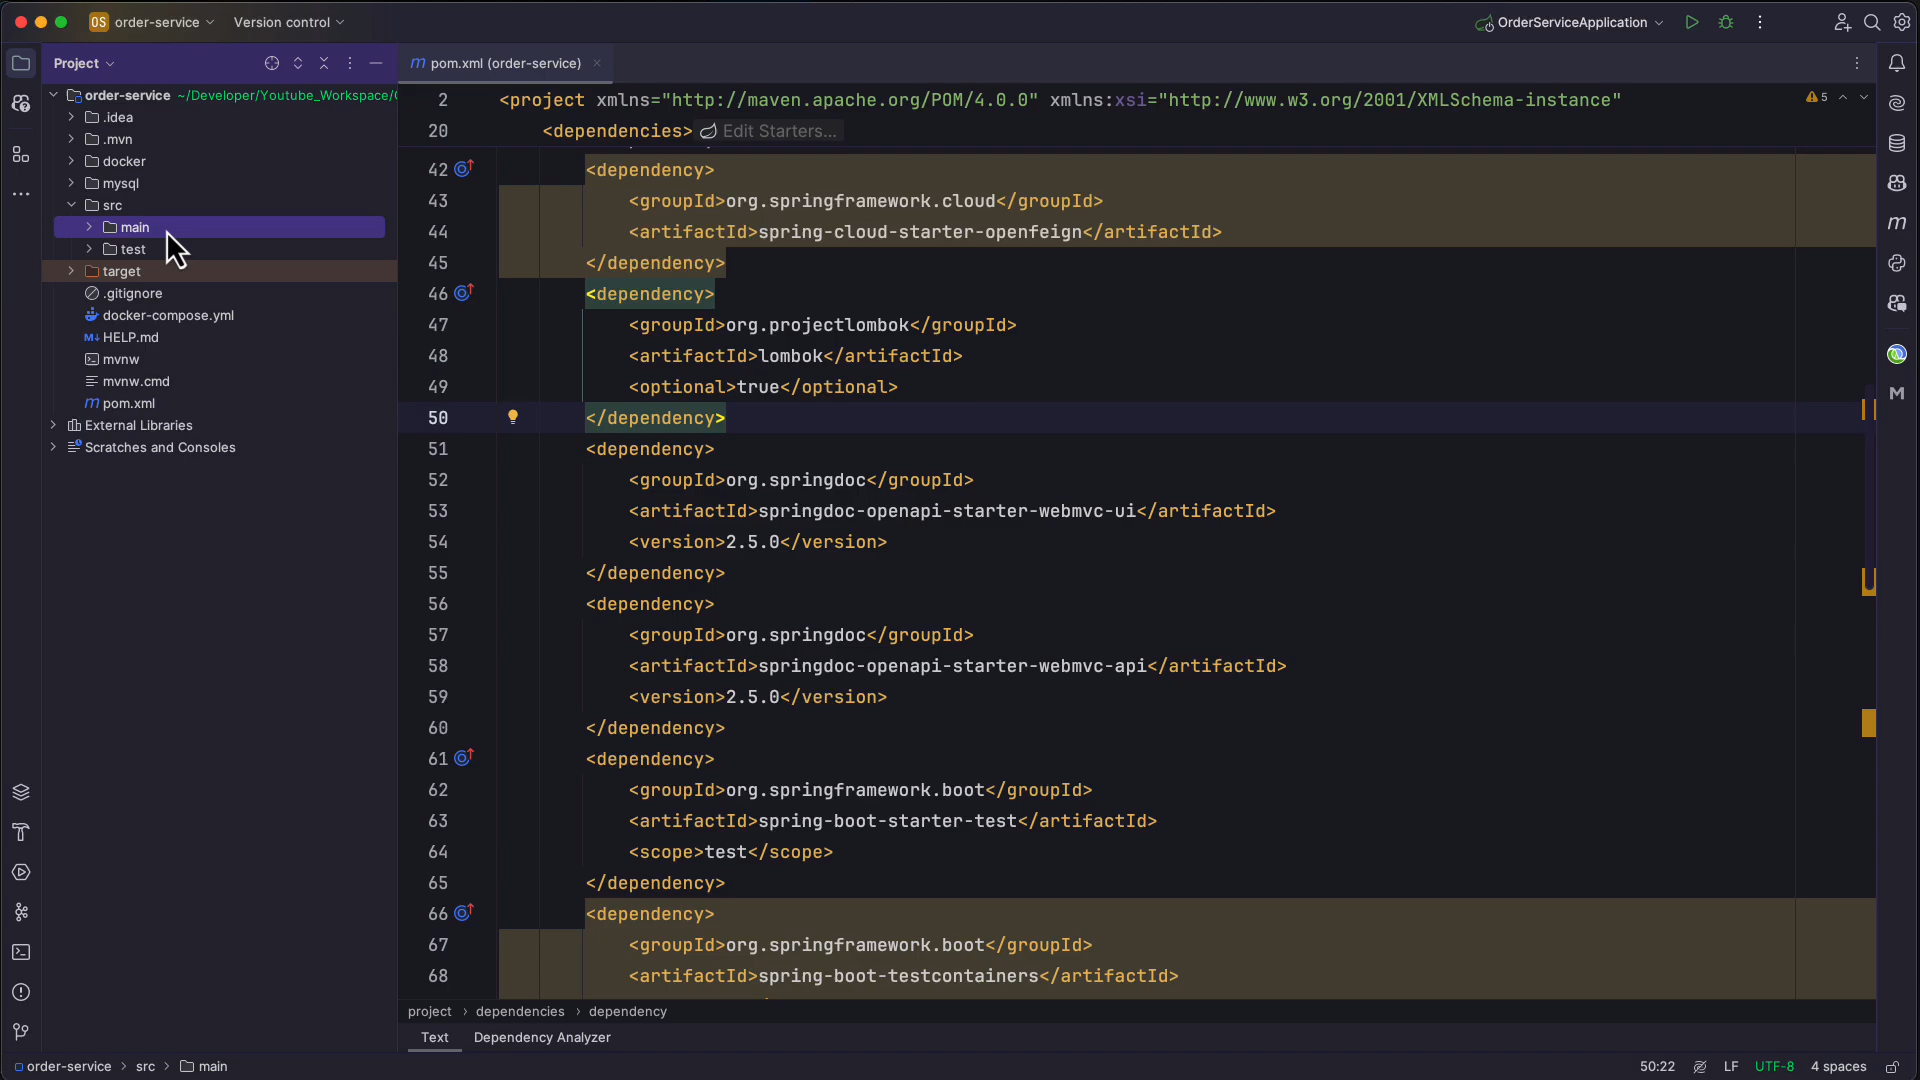 OS order-service Version control OrderServiceApplication
Project
pom.xml (order-service)
order-service ~/Developer/Youtube_Workspace/
.idea
.mvn
docker
mysql
src
main
test
target
.gitignore
docker-compose.yml
HELP.md
mvnw
mvnw.cmd
pom.xml
External Libraries
Scratches and Consoles
2 <project xmlns="http://maven.apache.org/POM/4.0.0" xmlns:xsi="http://www.w3.org/2001/XMLSchema-instance" 5
20 <dependencies> Edit Starters...
42 <dependency>
43 <groupId>org.springframework.cloud</groupId>
44 <artifactId>spring-cloud-starter-openfeign</artifactId>
45 </dependency>
46 <dependency>
47 <groupId>org.projectlombok</groupId>
48 <artifactId>lombok</artifactId>
49 <optional>true</optional>
50 </dependency>
51 <dependency>
52 <groupId>org.springdoc</groupId>
53 <artifactId>springdoc-openapi-starter-webmvc-ui</artifactId>
54 <version>2.5.0</version>
55 </dependency>
56 <dependency>
57 <groupId>org.springdoc</groupId>
58 <artifactId>springdoc-openapi-starter-webmvc-api</artifactId>
59 <version>2.5.0</version>
60 </dependency>
61 <dependency>
62 <groupId>org.springframework.boot</groupId>
63 <artifactId>spring-boot-starter-test</artifactId>
64 <scope>test</scope>
65 </dependency>
66 <dependency>
67 <groupId>org.springframework.boot</groupId>
68 <artifactId>spring-boot-testcontainers</artifactId>
project › dependencies › dependency
Text Dependency Analyzer
order-service › src › main 50:22 LF UTF-8 4 spaces